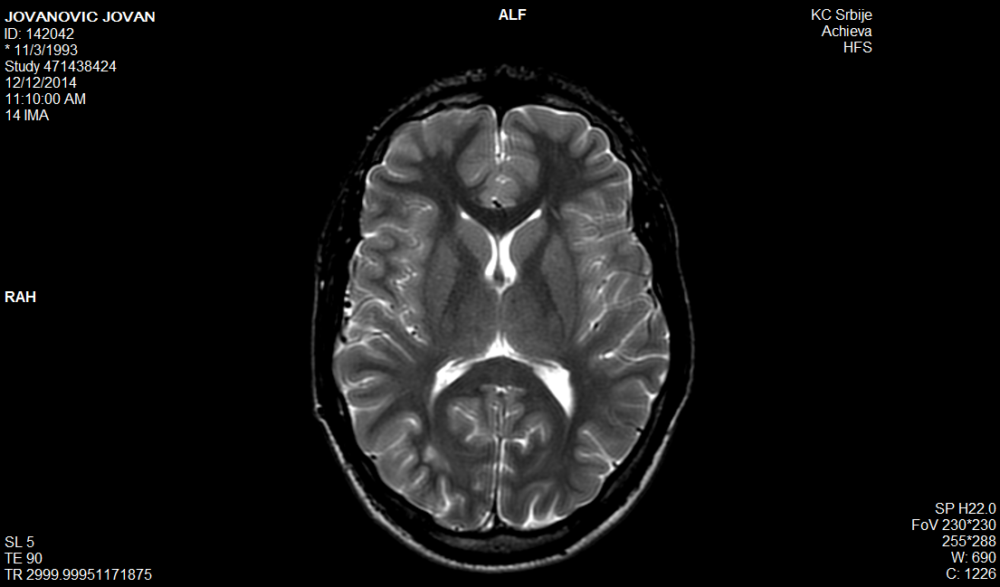 JOVANOVIC JOVAN
ID: 142042
* 11/3/1993
Study 471438424
12/12/2014
11:10:00 AM
14 IMA
ALF
KC Srbije
Achieva
HFS
RAH
SL 5
TE 90
TR 2999.99951171875
SP H22.0
FoV 230*230
255*288
W: 690
C: 1226